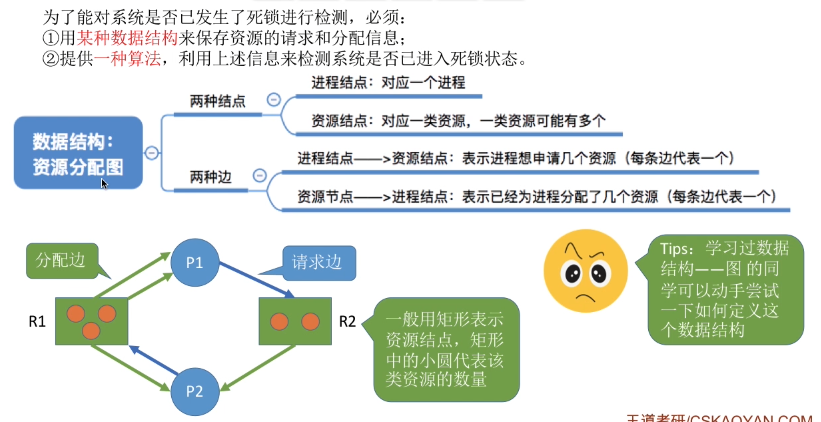 为了能对系统是否已发生了死锁进行检测，必须：
①用某种数据结构来保存资源的请求和分配信息；
②提供一种算法，利用上述信息来检测系统是否已进入死锁状态。
数据结构：
资源分配图
两种结点
进程结点：对应一个进程
资源结点：对应一类资源，一类资源可能有多个
两种边
进程结点——>资源结点：表示进程想申请几个资源（每条边代表一个）
资源节点——>进程结点：表示已经为进程分配了几个资源（每条边代表一个）
分配边
P1
请求边
R1
R2
P2
一般用矩形表示
资源结点，矩形
中的小圆代表该
类资源的数量
Tips：学习过数据
结构——图 的同
学可以动手尝试
一下如何定义这
个数据结构
王道考研/CSKAOYAN.COM